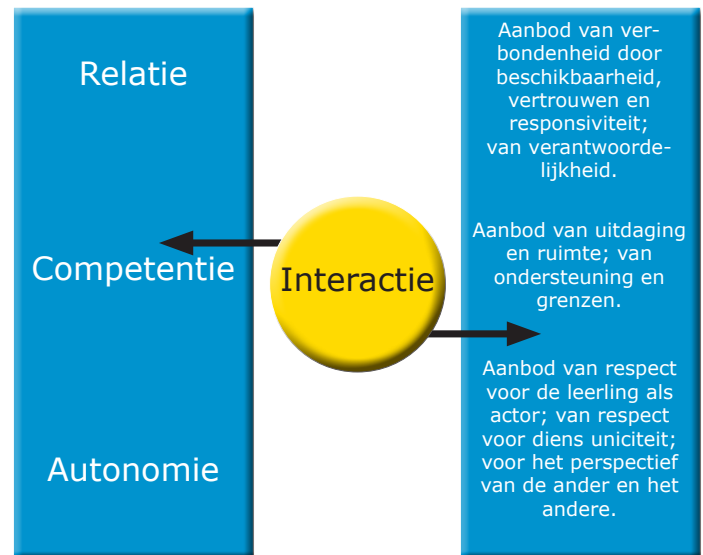 Relatie
Competentie
Autonomie
Interactie
Aanbod van ver-
bondenheid door
beschikbaarheid,
vertrouwen en
responsiviteit;
van verantwoorde-
lijkheid.
Aanbod van uitdaging
en ruimte; van
ondersteuning en
grenzen.
Aanbod van respect
voor de leerling als
actor; van respect
voor diens uniciteit;
voor het perspectief
van de ander en het
andere.